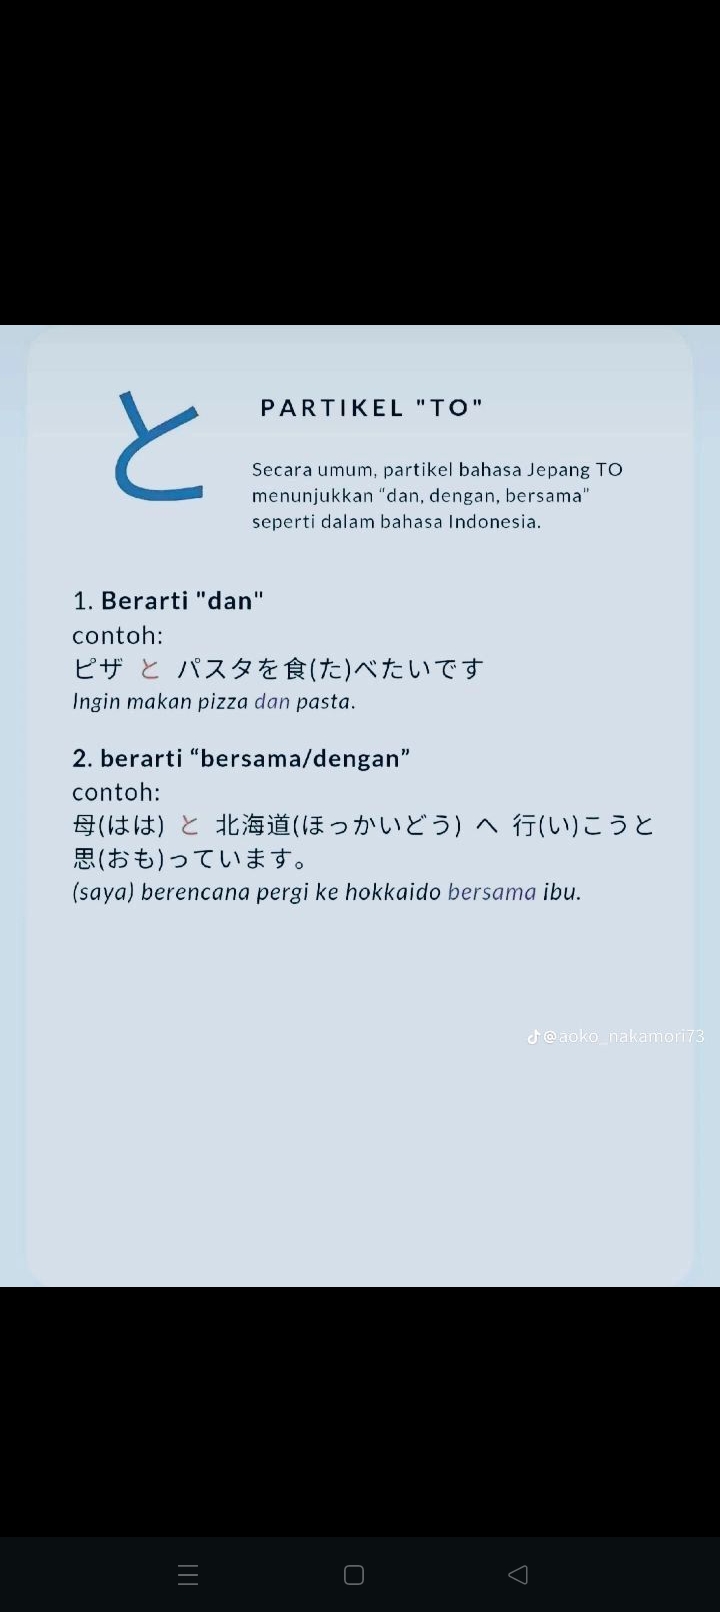 と
PARTIKEL "TO"
Secara umum, partikel bahasa Jepang TO
menunjukkan “dan, dengan, bersama”
seperti dalam bahasa Indonesia.
1. Berarti "dan"
contoh:
ピザ と パスタを食(た)べたいです
Ingin makan pizza dan pasta.
2. berarti “bersama/dengan”
contoh:
母(はは) と 北海道(ほっかいどう) へ 行(い)こうと
思(おも)っています。
(saya) berencana pergi ke hokkaido bersama ibu.
@aoko_nakamori73